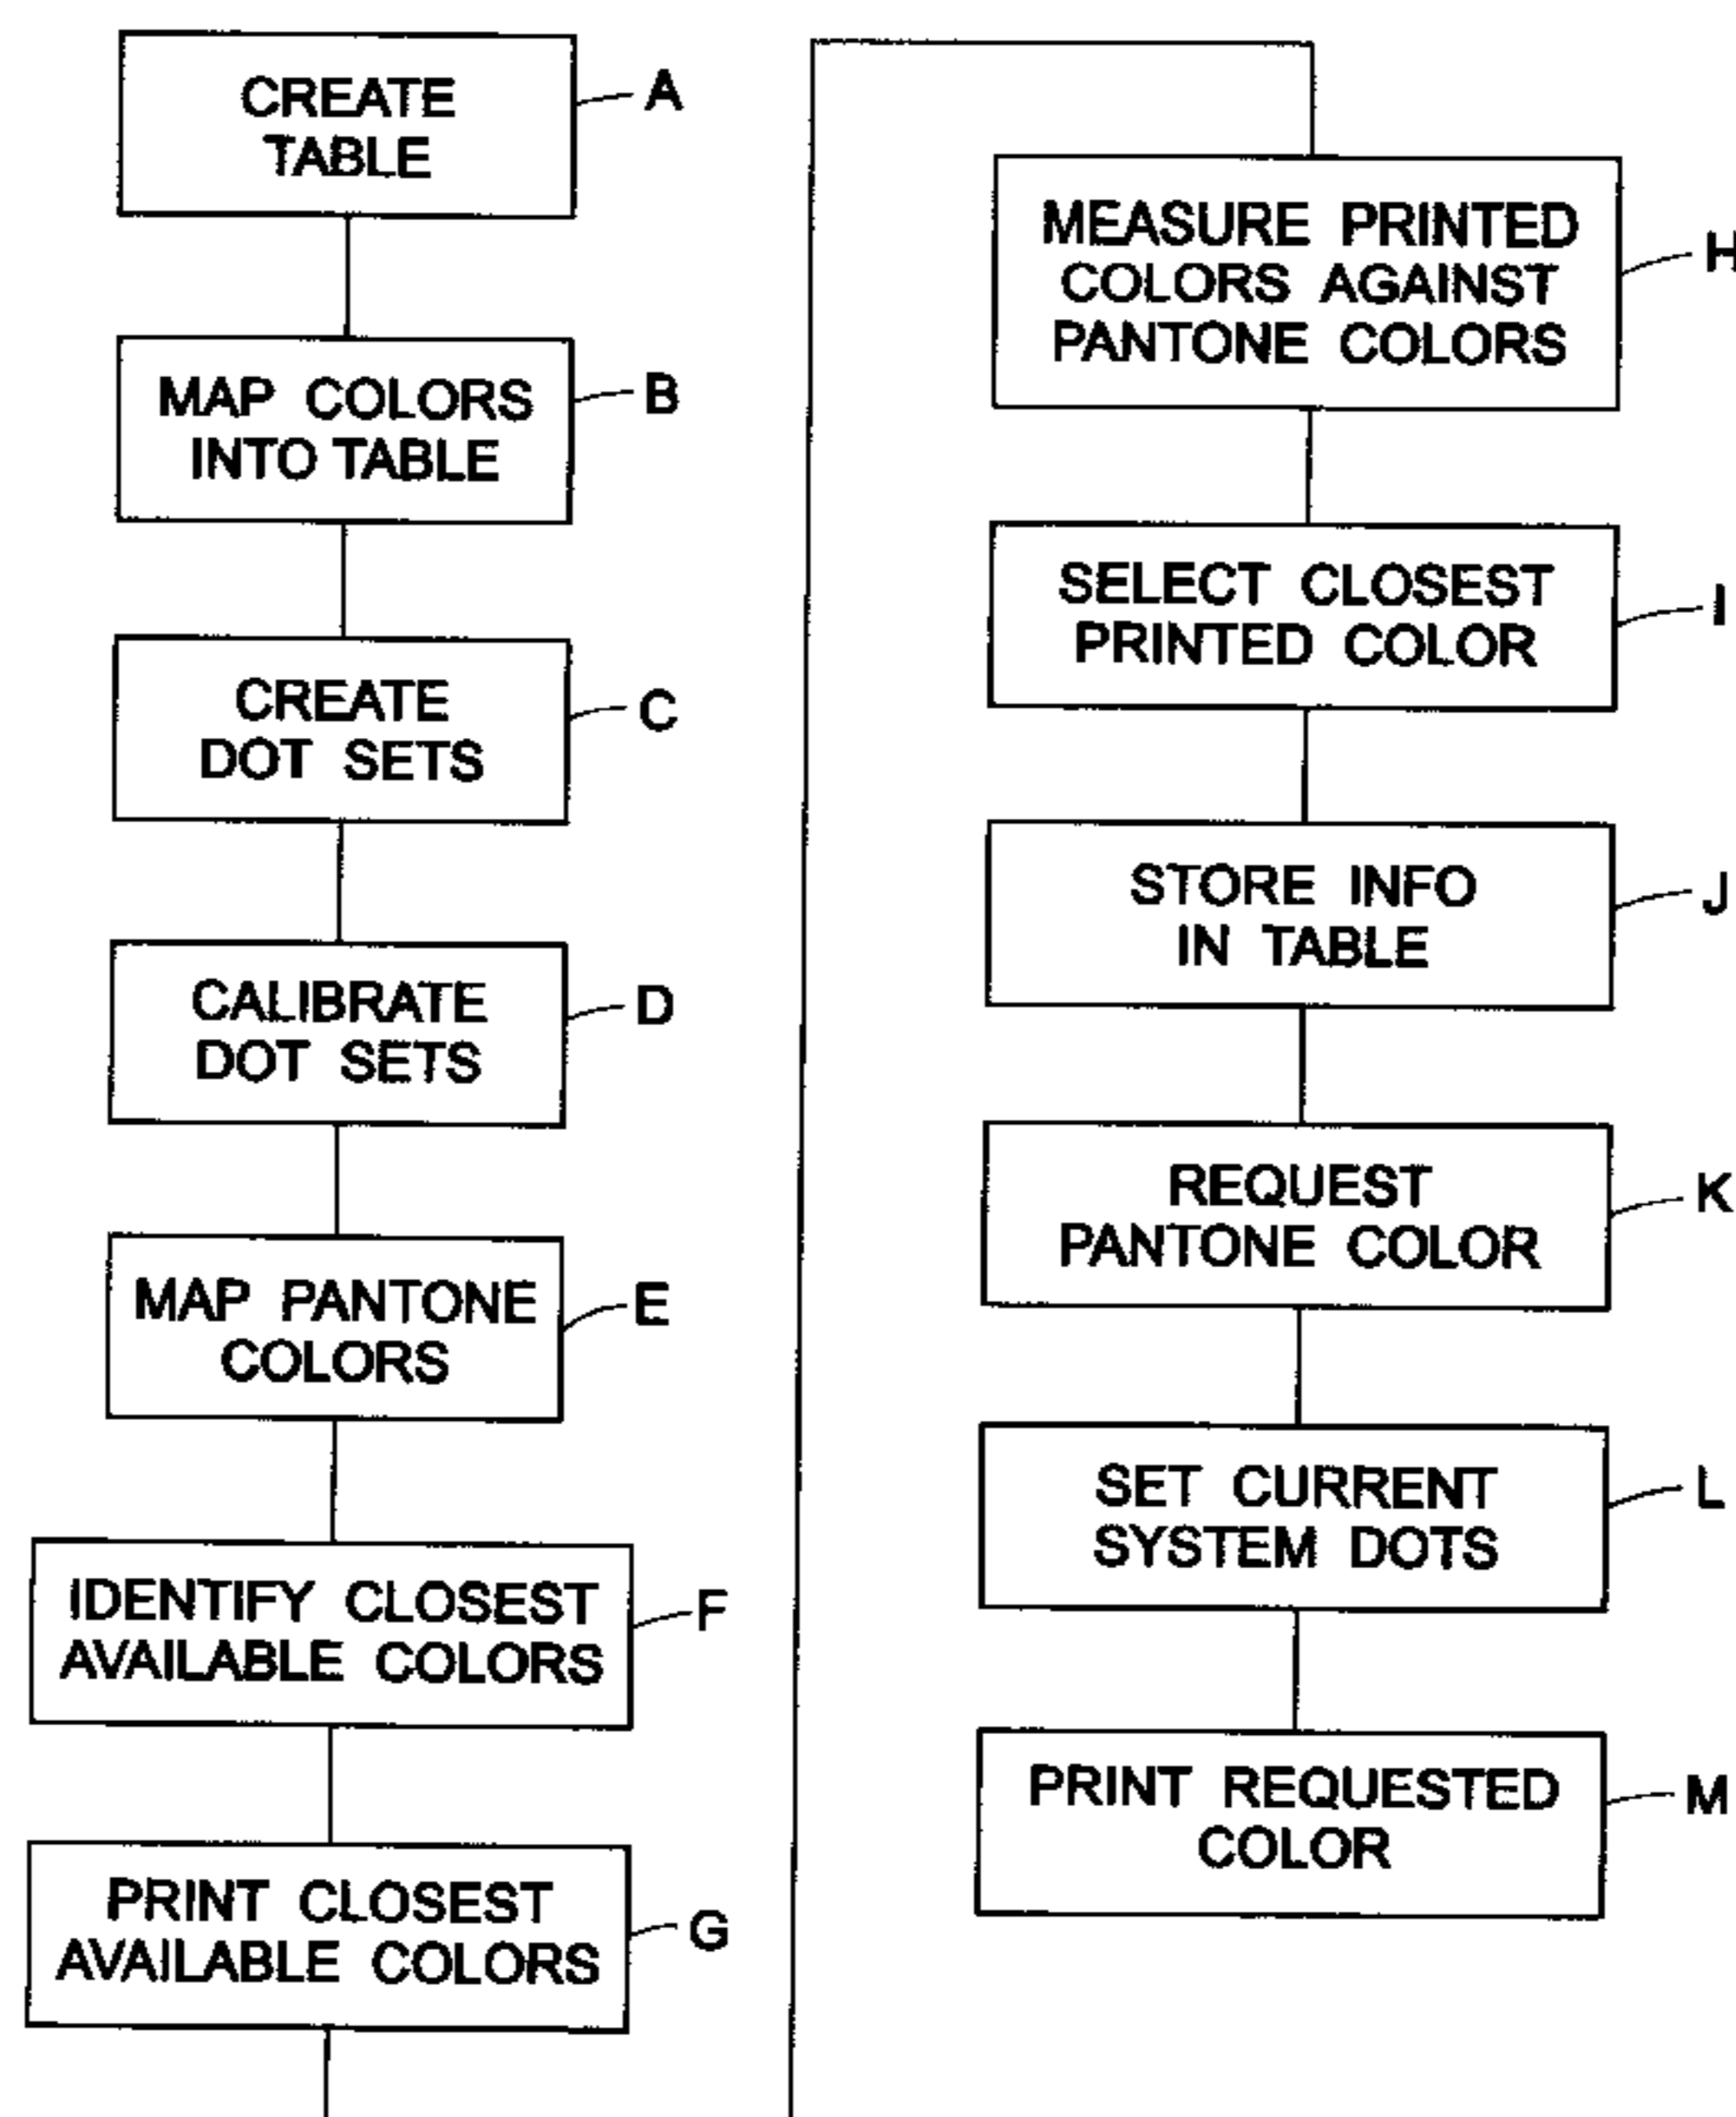 CREATE
TABLE
A
MAP COLORS
INTO TABLE
B
CREATE
DOT SETS
C
CALIBRATE
DOT SETS
D
MAP PANTONE
COLORS
E
IDENTIFY CLOSEST
AVAILABLE COLORS
F
PRINT CLOSEST
AVAILABLE COLORS
G
MEASURE PRINTED
COLORS AGAINST
PANTONE COLORS
H
SELECT CLOSEST
PRINTED COLOR
I
STORE INFO
IN TABLE
J
REQUEST
PANTONE COLOR
K
SET CURRENT
SYSTEM DOTS
L
PRINT REQUESTED
COLOR
M